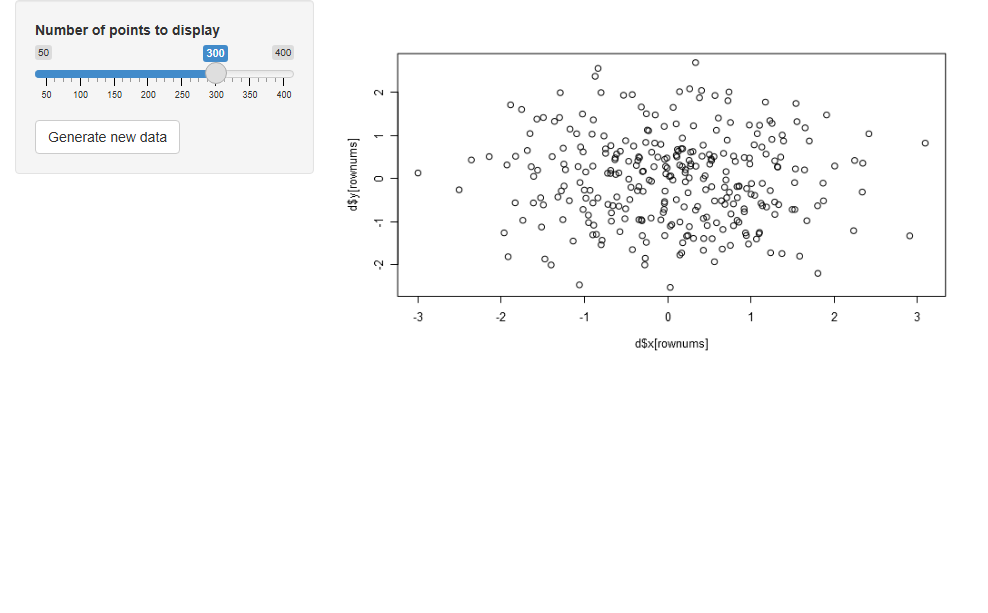 Number of points to display
50 300 400
50 100 150 200 250 300 350 400
Generate new data
d$y[rownums]
2
1
0
-1
-2
-3 -2 -1 0 1 2 3
d$x[rownums]